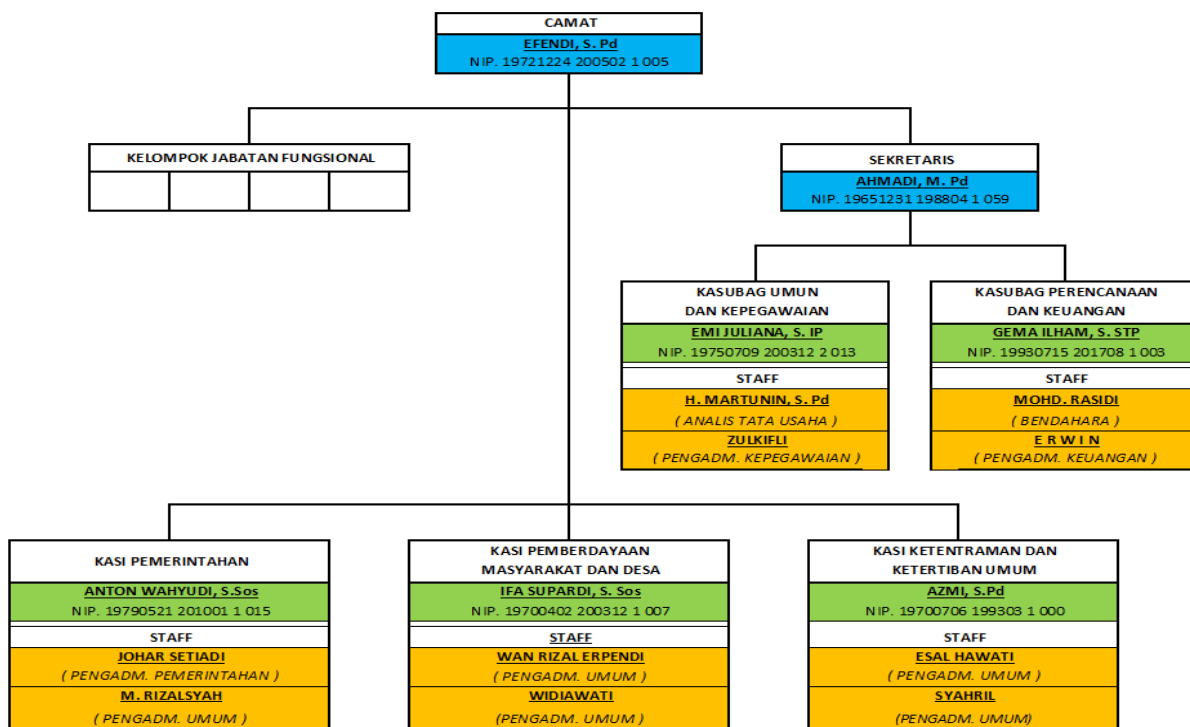 CAMAT
EFENDI, S. Pd
NIP. 19721224 200502 1 005
KELOMPOK JABATAN FUNGSIONAL
SEKRETARIS
AHMADI, M. Pd
NIP. 19651231 198804 1 059
KASUBAG UMUN
DAN KEPEGAWAIAN
EMI JULIANA, S. IP
NIP. 19750709 200312 2 013
STAFF
H. MARTUNIN, S. Pd
( ANALIS TATA USAHA )
ZULKIFLI
( PENGADM. KEPEGAWAIAN )
KASUBAG PERENCANAAN
DAN KEUANGAN
GEMA ILHAM, S. STP
NIP. 19930715 201708 1 003
STAFF
MOHD. RASIDI
( BENDAHARA )
E R W I N
( PENGADM. KEUANGAN )
KASI PEMERINTAHAN
ANTON WAHYUDI, S.Sos
NIP. 19790521 201001 1 015
STAFF
JOHAR SETIADI
( PENGADM. PEMERINTAHAN )
M. RIZALSYAH
( PENGADM. UMUM )
KASI PEMBERDAYAAN
MASYARAKAT DAN DESA
IFA SUPARDI, S. Sos
NIP. 19700402 200312 1 007
STAFF
WAN RIZAL ERPENDI
( PENGADM. UMUM )
WIDIAWATI
(PENGADM. UMUM )
KASI KETENTRAMAN DAN
KETERTIBAN UMUM
AZMI, S.Pd
NIP. 19700706 199303 1 000
STAFF
ESAL HAWATI
( PENGADM. UMUM )
SYAHRIL
(PENGADM. UMUM)